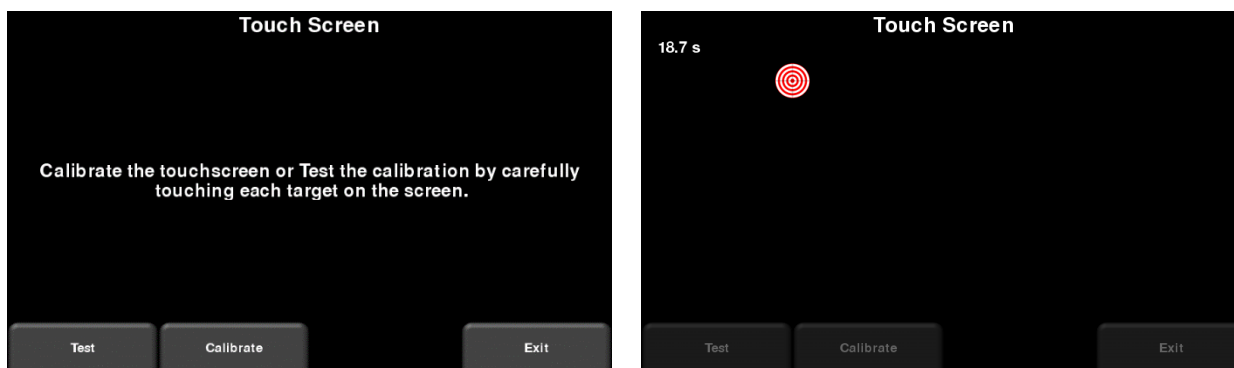 Touch Screen
Calibrate the touchscreen or Test the calibration by carefully
touching each target on the screen.
Test
Calibrate
Exit
Touch Screen
18.7 s
Test
Calibrate
Exit